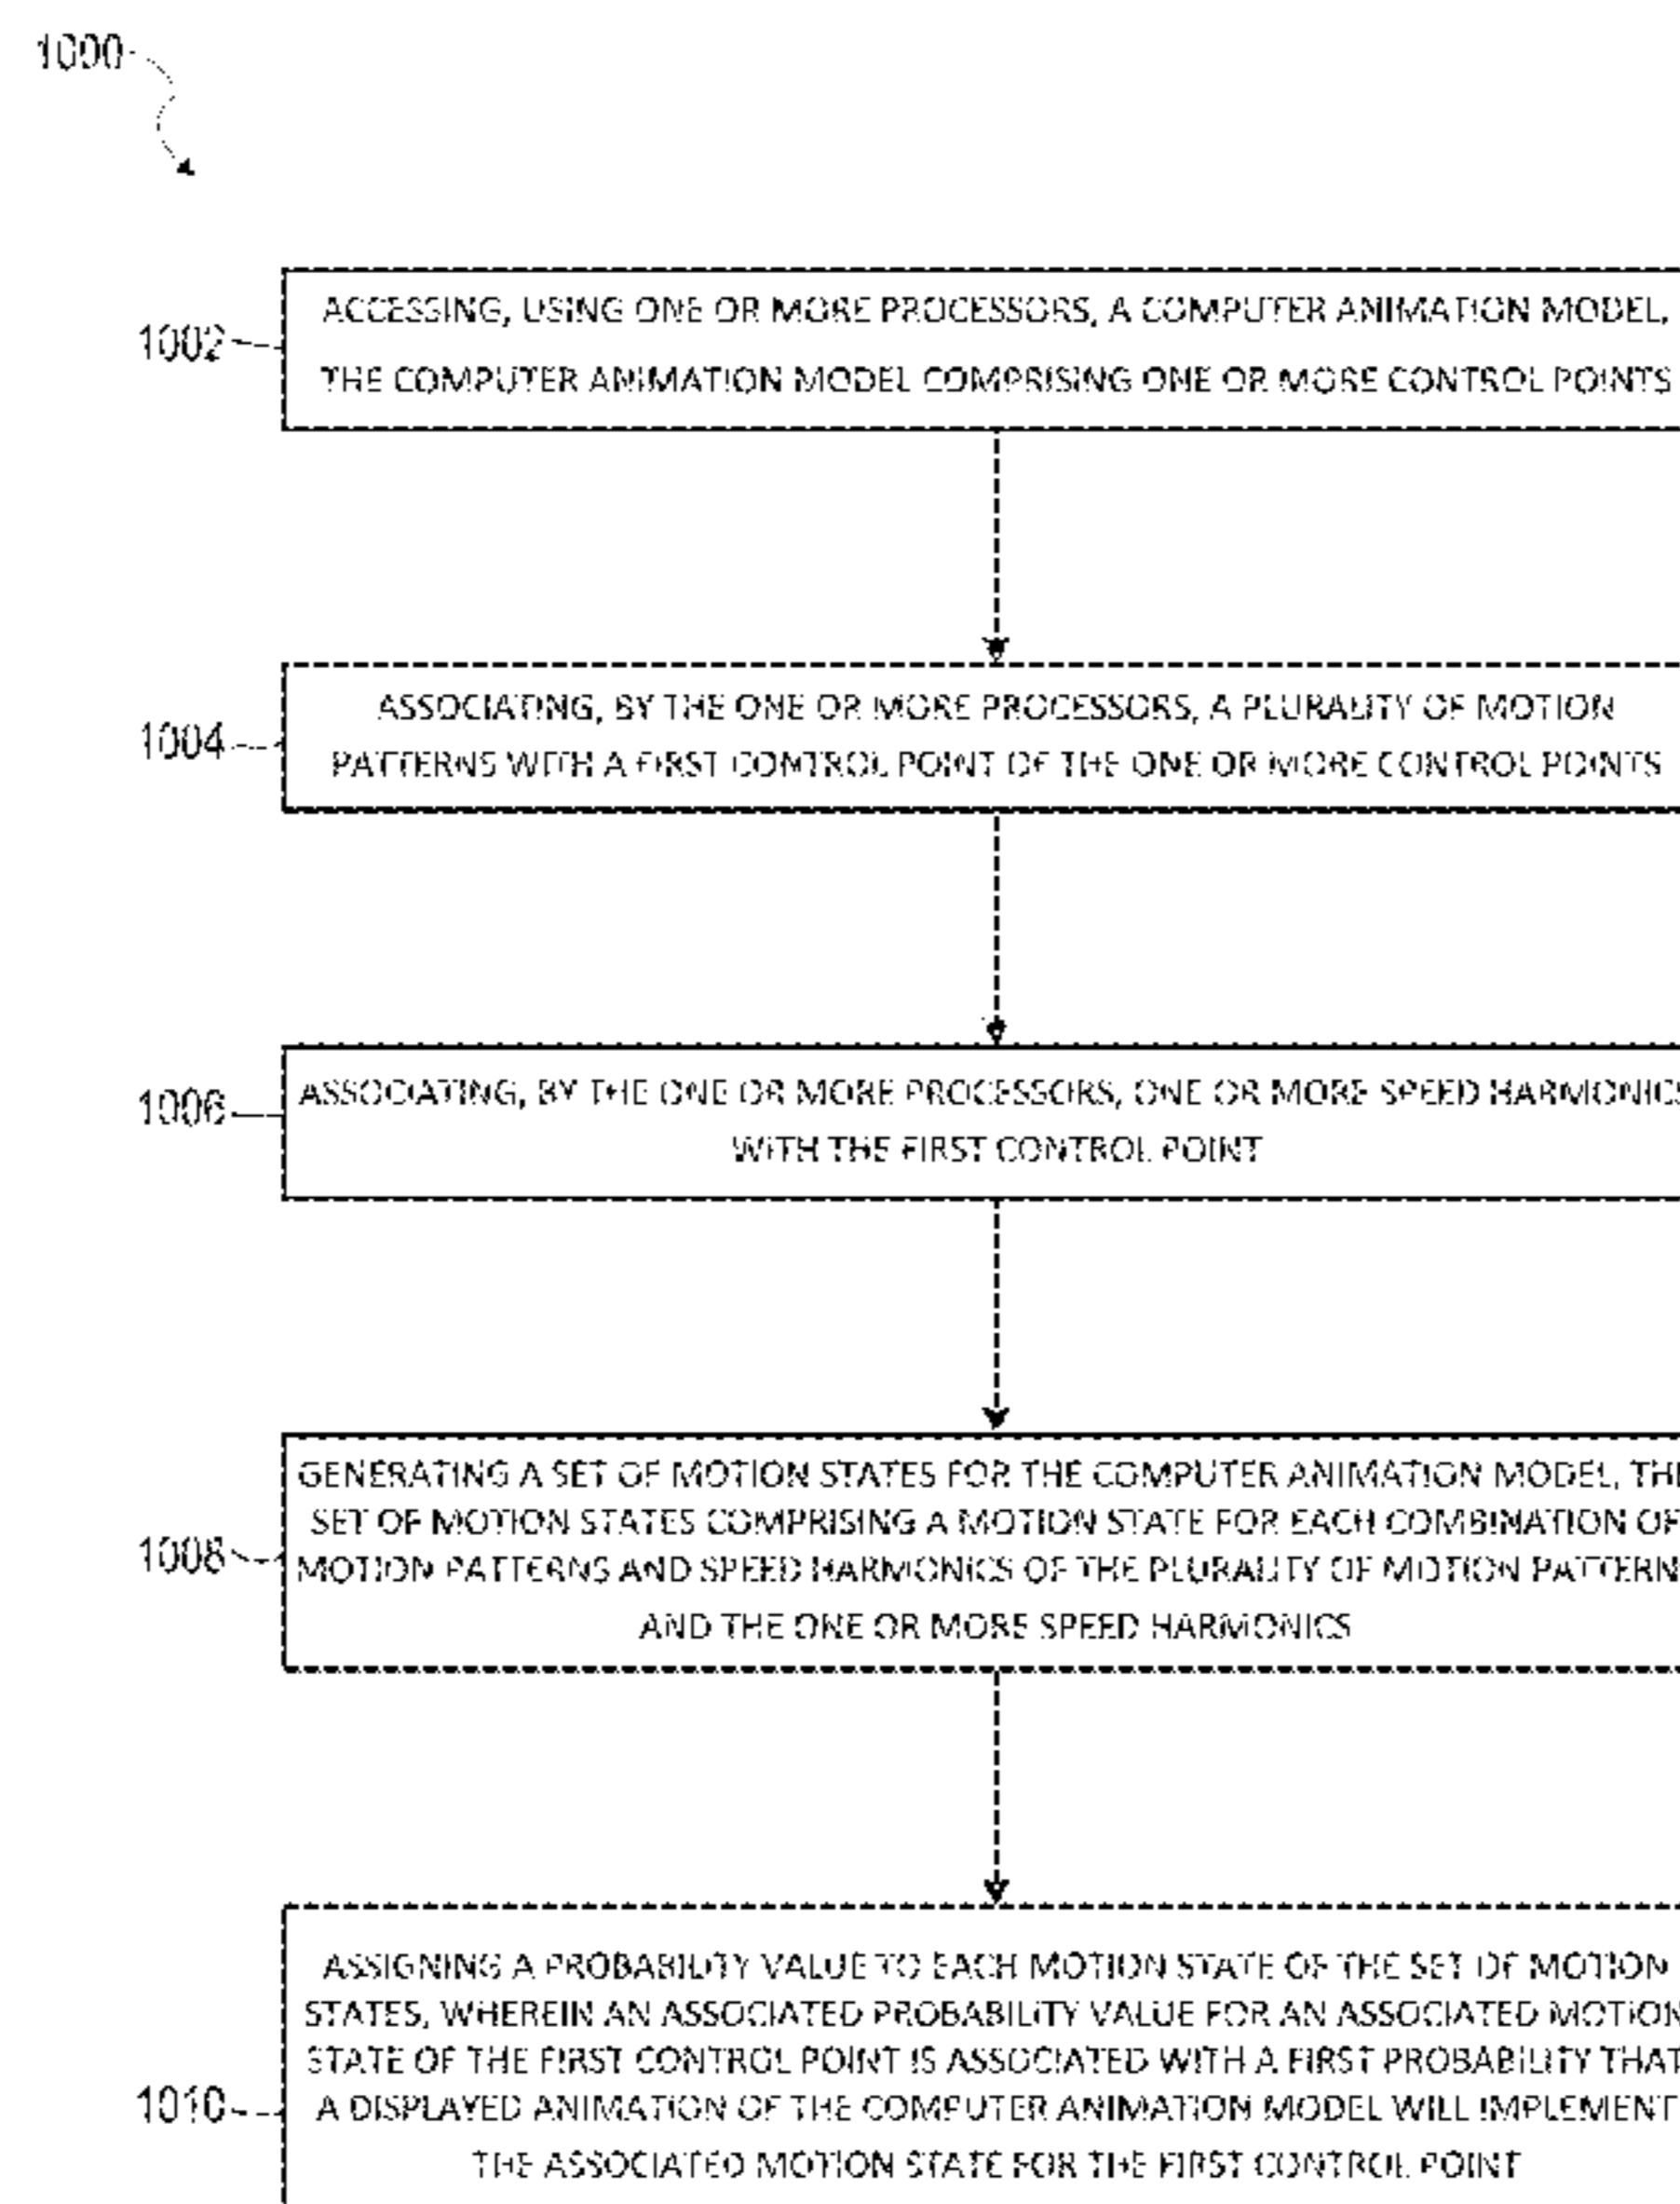 1000
1002
ACCESSING, USING ONE OR MORE PROCESSORS, A COMPUTER ANIMATION MODEL,
THE COMPUTER ANIMATION MODEL COMPRISING ONE OR MORE CONTROL POINTS
1004
ASSOCIATING, BY THE ONE OR MORE PROCESSORS, A PLURALITY OF MOTION
PATTERNS WITH A FIRST CONTROL POINT OF THE ONE OR MORE CONTROL POINTS
1006
ASSOCIATING, BY THE ONE OR MORE PROCESSORS, ONE OR MORE SPEED HARMONICS
WITH THE FIRST CONTROL POINT
1008
GENERATING A SET OF MOTION STATES FOR THE COMPUTER ANIMATION MODEL, THE
SET OF MOTION STATES COMPRISING A MOTION STATE FOR EACH COMBINATION OF
MOTION PATTERNS AND SPEED HARMONICS OF THE PLURALITY OF MOTION PATTERN
AND THE ONE OR MORE SPEED HARMONICS
1010
ASSIGNING A PROBABILITY VALUE TO EACH MOTION STATE OF THE SET OF MOTION
STATES, WHEREIN AN ASSOCIATED PROBABILITY VALUE FOR AN ASSOCIATED MOTION
STATE OF THE FIRST CONTROL POINT IS ASSOCIATED WITH A FIRST PROBABILITY THAT
A DISPLAYED ANIMATION OF THE COMPUTER ANIMATION MODEL WILL IMPLEMENT
THE ASSOCIATED MOTION STATE FOR THE FIRST CONTROL POINT